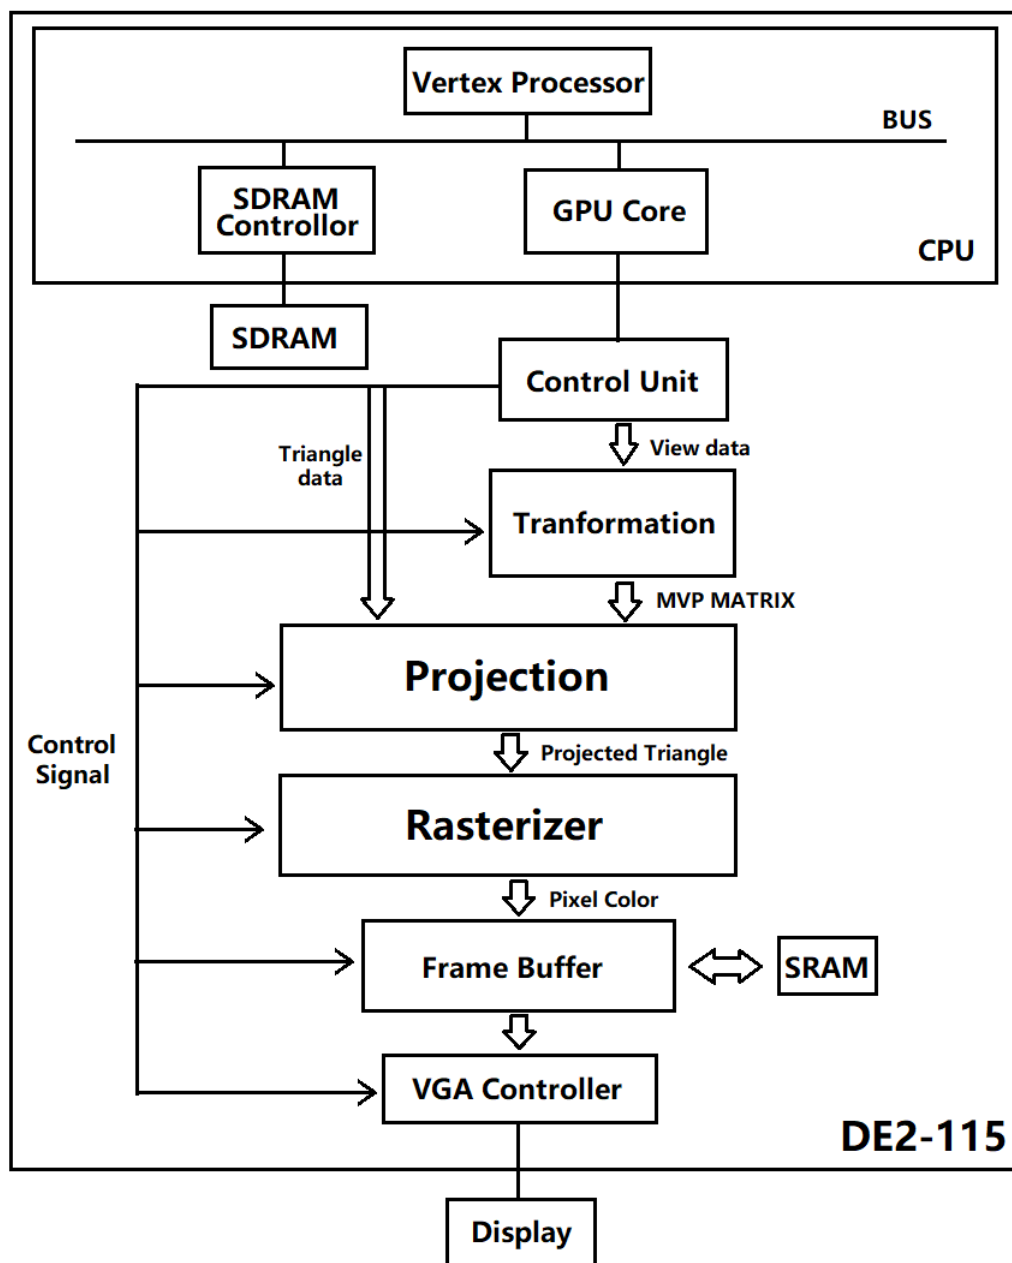 Vertex Processor
BUS
SDRAM
Controllor
GPU Core
CPU
SDRAM
Control Unit
Triangle
data
View data
Tranformation
MVP MATRIX
Projection
Control
Signal
Projected Triangle
Rasterizer
Pixel Color
Frame Buffer
SRAM
VGA Controller
DE2-115
Display